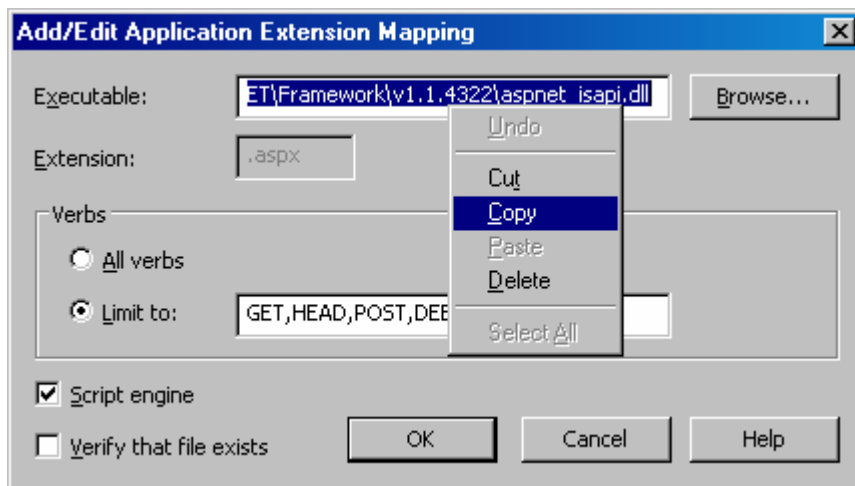 Add/Edit Application Extension Mapping
Executable: ET\Framework\v1.1.4322\aspnet_isapi.dll Browse...
Undo
Extension: .aspx
Cut
Verbs
Copy
All verbs
Paste
Delete
Limit to: GET,HEAD,POST,DE
Select All
Script engine
Verify that file exists
OK Cancel Help